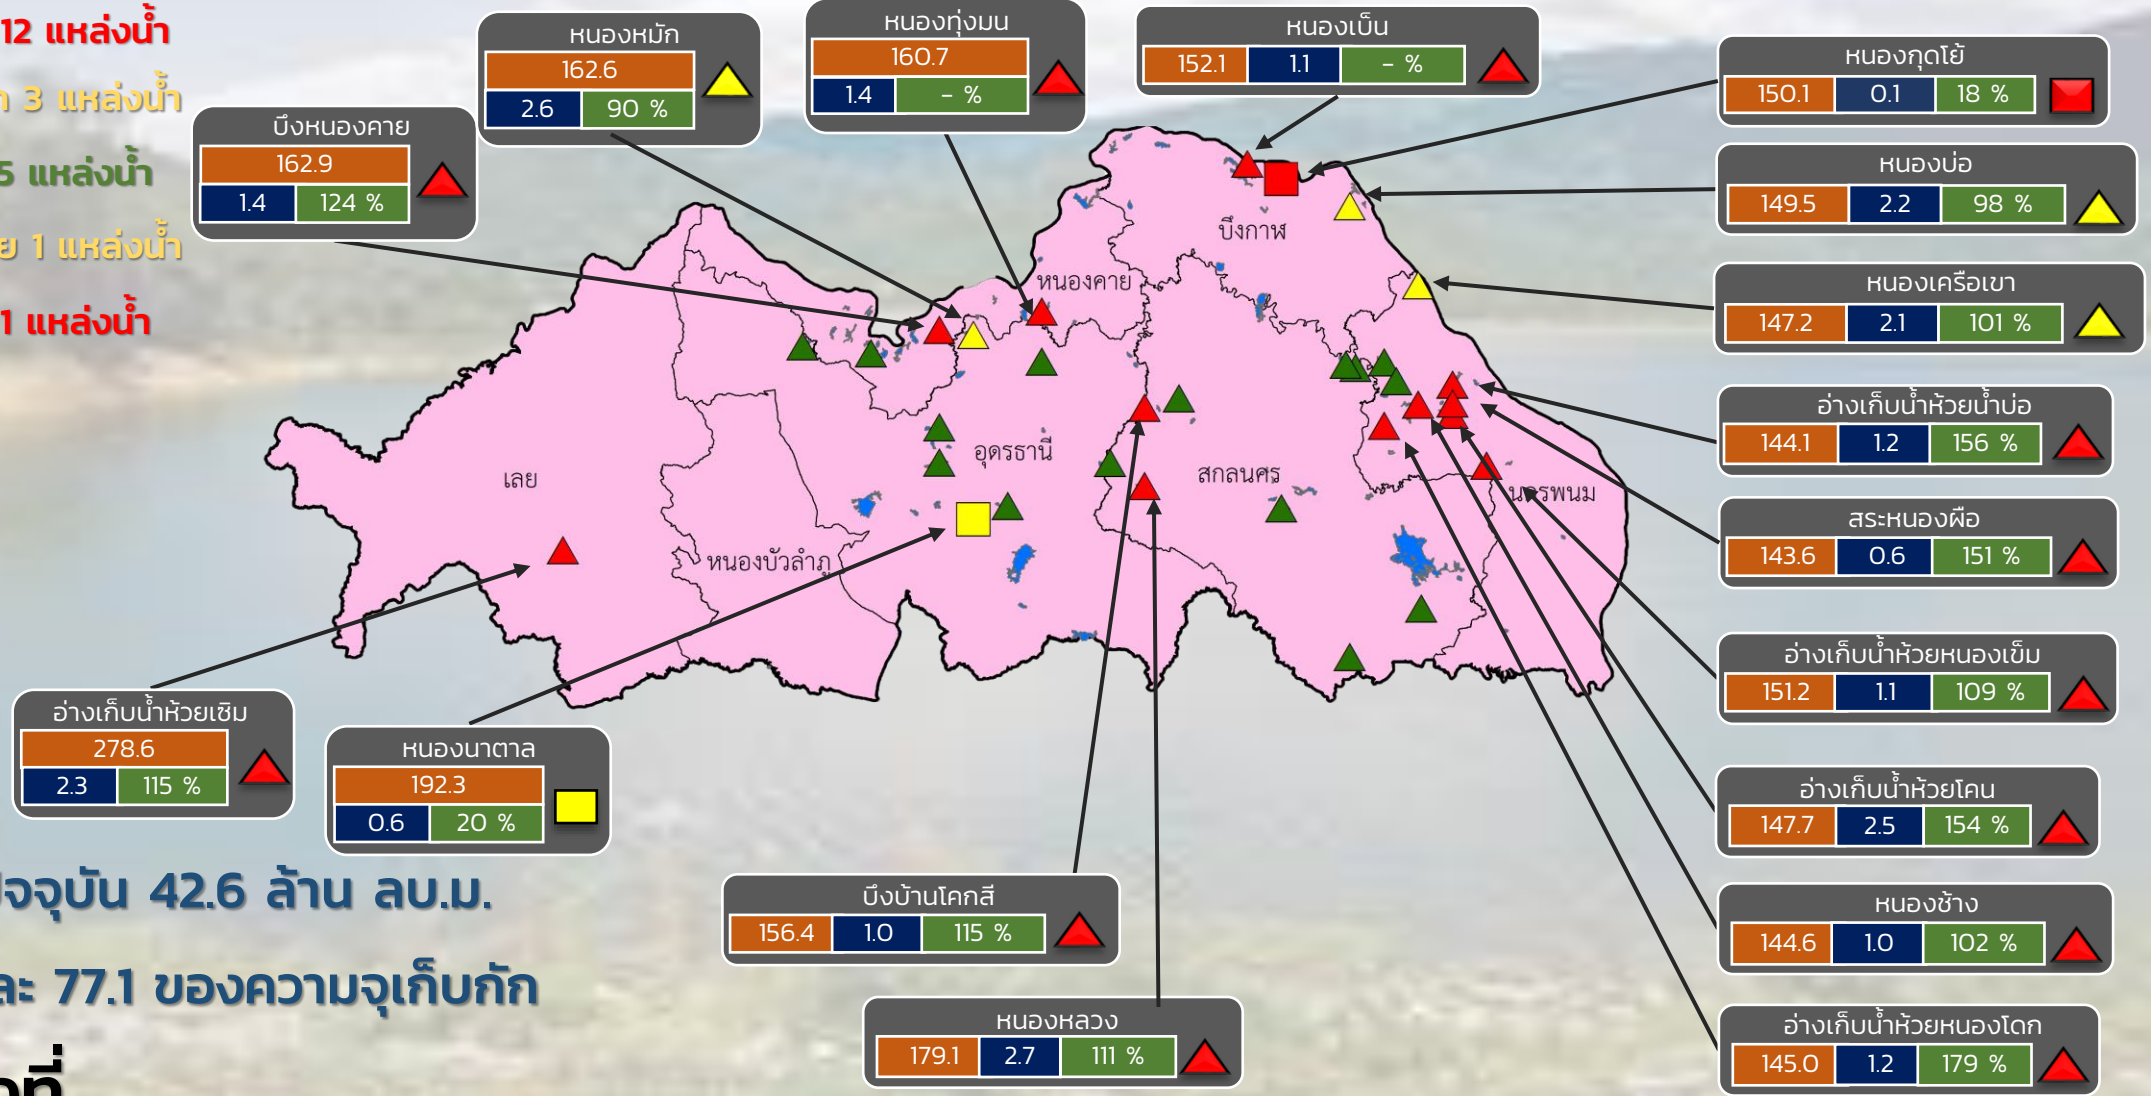 12 แหล่งน้ำ
3 แหล่งน้ำ
5 แหล่งน้ำ
1 แหล่งน้ำ
1 แหล่งน้ำ
บึงหนองคาย
162.9
1.4 124 %
หนองหมัก
162.6
2.6 90 %
หนองทุ่งมน
160.7
1.4 - %
หนองเบ็น
152.1 1.1 - %
หนองกุดโย้
150.1 0.1 18 %
หนองบ่อ
149.5 2.2 98 %
หนองเครือเขา
147.2 2.1 101 %
อ่างเก็บน้ำห้วยน้ำบ่อ
144.1 1.2 156 %
สระหนองผือ
143.6 0.6 151 %
อ่างเก็บน้ำห้วยหนองเข็ม
151.2 1.1 109 %
อ่างเก็บน้ำห้วยโคน
147.7 2.5 154 %
หนองช้าง
144.6 1.0 102 %
อ่างเก็บน้ำห้วยหนองโดก
145.0 1.2 179 %
บึงกาฬ
หนองคาย
อุดรธานี
เลย
สกลนคร
นครพนม
หนองบัวลำภู
อ่างเก็บน้ำห้วยเซิม
278.6
2.3 115 %
หนองนาตาล
192.3
0.6 20 %
บึงบ้านโคกสี
156.4 1.0 115 %
หนองหลวง
179.1 2.7 111 %
จจุบัน 42.6 ล้าน ลบ.ม.
ละ 77.1 ของความจุเก็บกัก